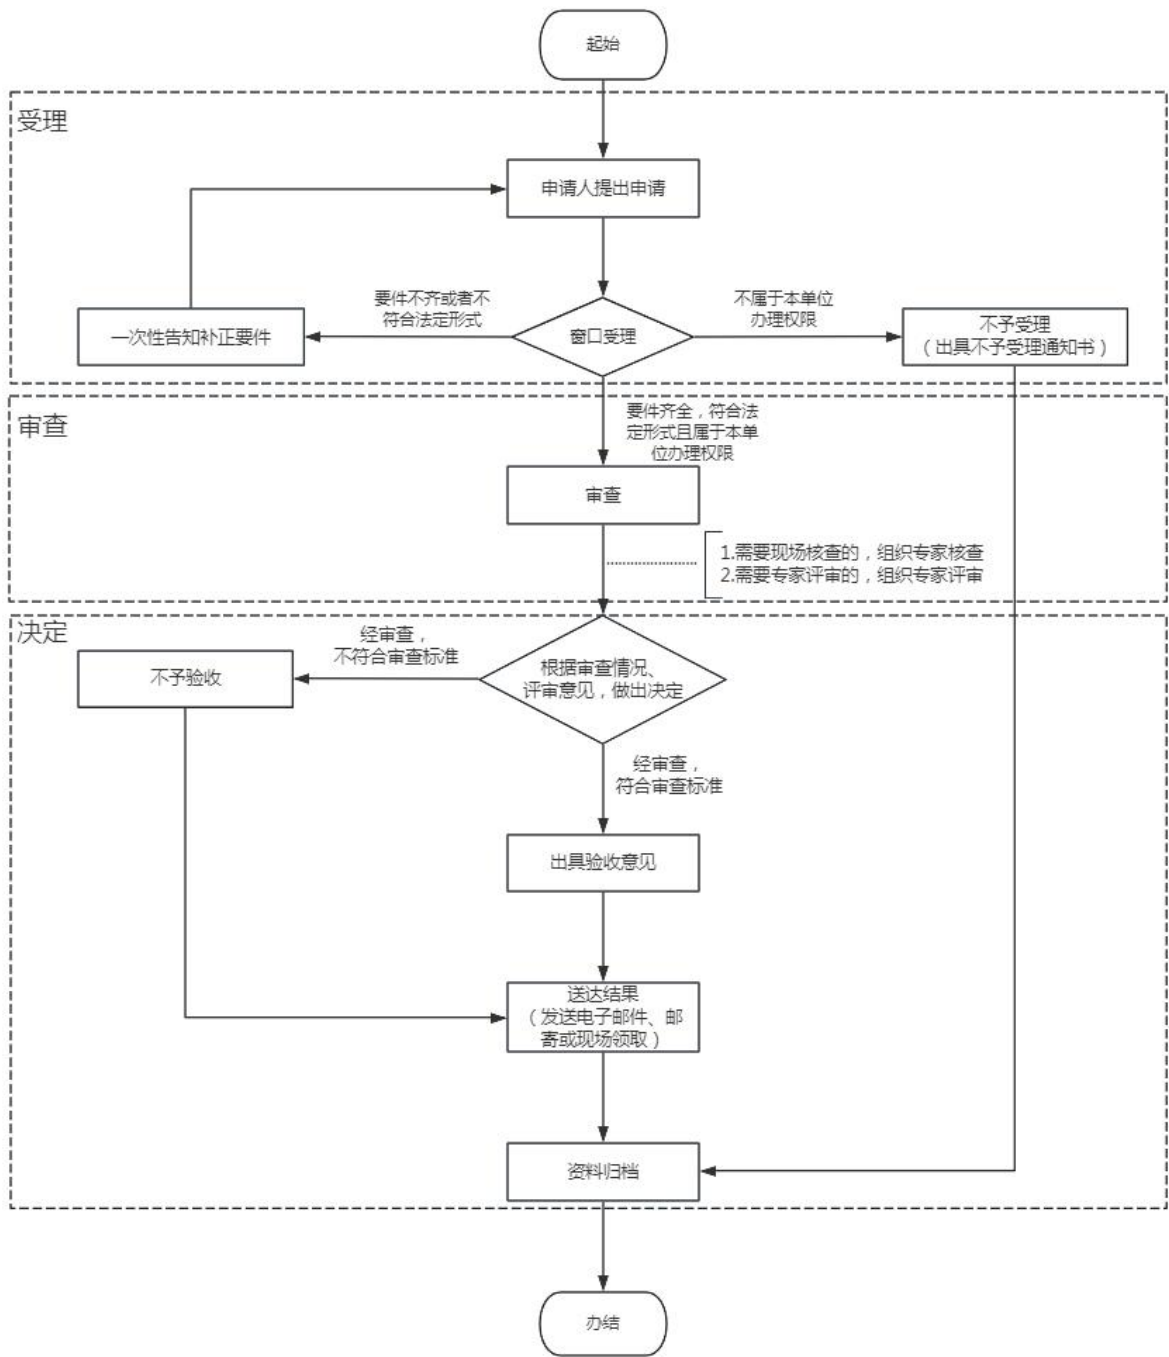 起始
受理
申请人提出申请
要件不齐或者不
符合法定形式
不属于本单位
办理权限
一次性告知补正要件
窗口受理
不予受理
（出具不予受理通知书）
审查
要件齐全，符合法
定形式且属于本单
位办理权限
审查
1.需要现场核查的，组织专家核查
2.需要专家评审的，组织专家评审
决定
经审查，
不符合审查标准
不予验收
根据审查情况、
评审意见，做出决定
经审查，
符合审查标准
出具验收意见
送达结果
（发送电子邮件、邮
寄或现场领取）
资料归档
办结